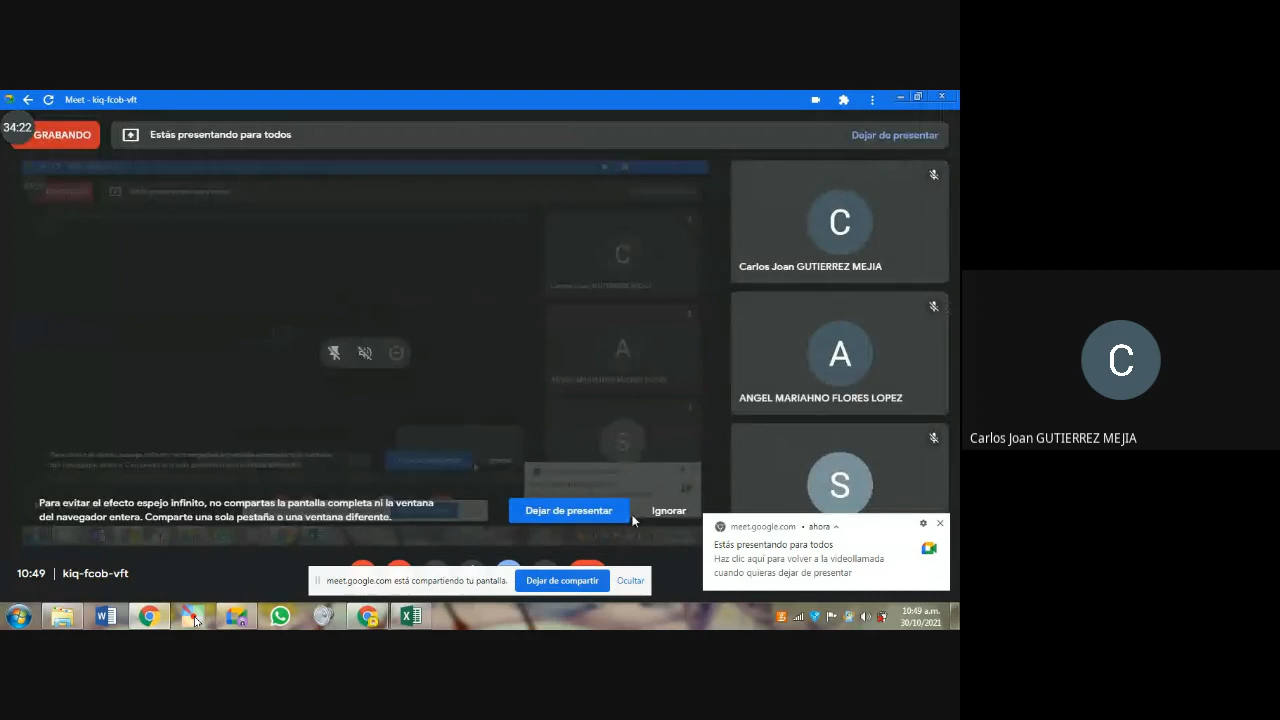 Meet - kiq-fcob-vft
34:22
GRABANDO
Estás presentando para todos
Dejar de presentar
C
Carlos Joan GUTIERREZ MEJIA
A
ANGEL MARIAHNO FLORES LOPEZ
S
C
Carlos Joan GUTIERREZ MEJIA
Para evitar el efecto espejo infinito, no compartas la pantalla completa ni la ventana
del navegador entera. Comparte una sola pestaña o una ventana diferente.
Dejar de presentar
Ignorar
meet.google.com • ahora
Estás presentando para todos
Haz clic aquí para volver a la videollamada
cuando quieras dejar de presentar
10:49 | kiq-fcob-vft
meet.google.com está compartiendo tu pantalla.
Dejar de compartir
Ocultar
10:49 a.m.
30/10/2021